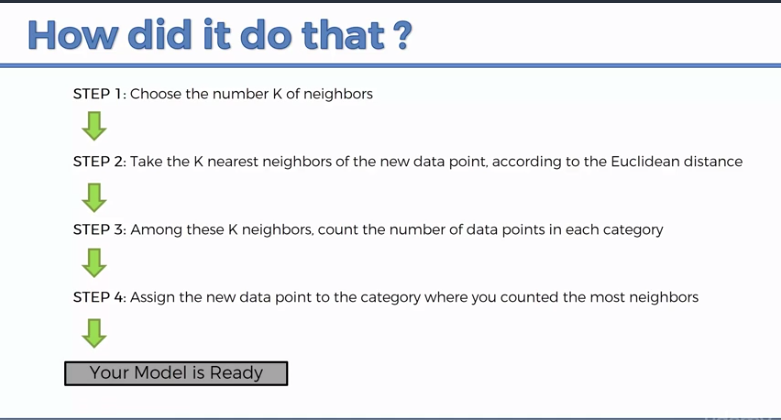 How did it do that ?
STEP 1: Choose the number K of neighbors
STEP 2: Take the K nearest neighbors of the new data point, according to the Euclidean distance
STEP 3: Among these K neighbors, count the number of data points in each category
STEP 4: Assign the new data point to the category where you counted the most neighbors
Your Model is Ready